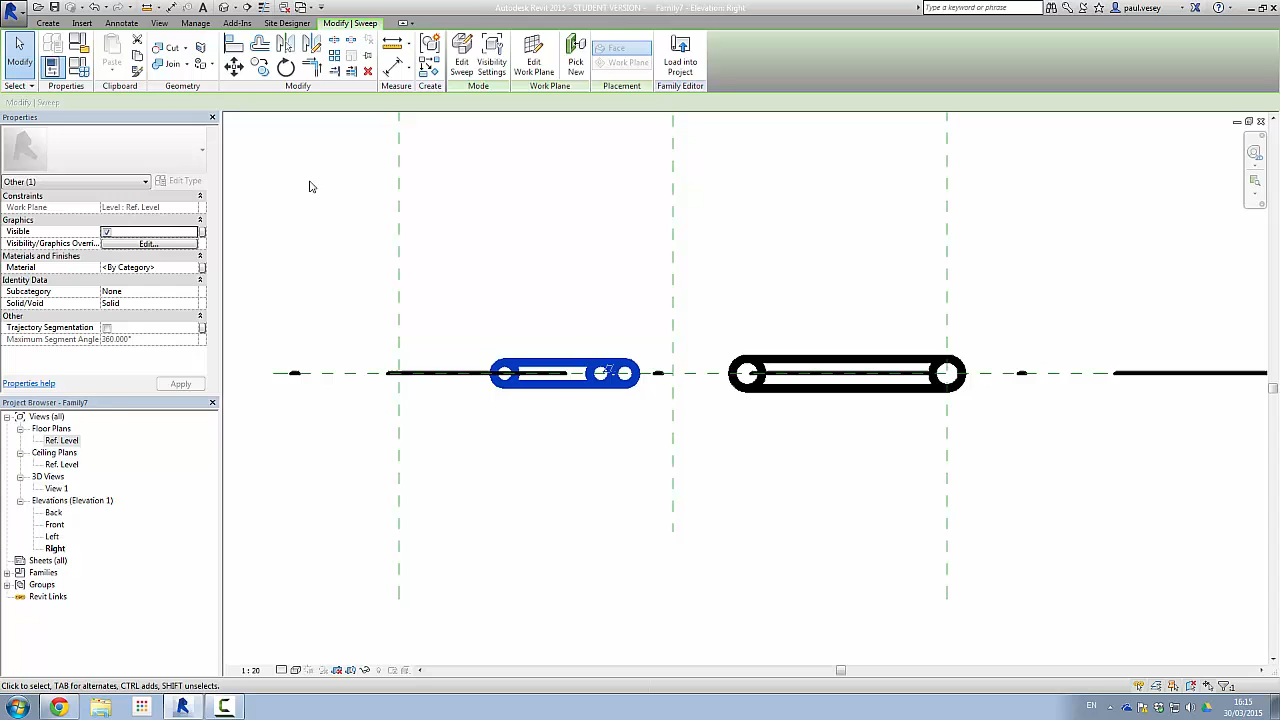 Autodesk Revit 2015 - STUDENT VERSION - Family7 - Elevation: Right
Type a keyword or phrase
paul.vesey
Create Insert Annotate View Manage Add-Ins Site Designer Modify | Sweep
Modify
Paste
Cut
Join
Edit Sweep
Visibility Settings
Edit Work Plane
Pick New
Face
Work Plane
Load into Project
Select Properties Clipboard Geometry Modify Measure Create Mode Work Plane Placement Family Editor
Modify | Sweep
Properties
Other (1)
Edit Type
Constraints
Work Plane Level : Ref. Level
Graphics
Visible
Visibility/Graphics Overri... Edit...
Materials and Finishes
Material <By Category>
Identity Data
Subcategory None
Solid/Void Solid
Other
Trajectory Segmentation
Maximum Segment Angle 360.000°
Properties help
Apply
Project Browser - Family7
Views (all)
Floor Plans
Ref. Level
Ceiling Plans
Ref. Level
3D Views
View 1
Elevations (Elevation 1)
Back
Front
Left
Right
Sheets (all)
Families
Groups
Revit Links
1 : 20
Click to select, TAB for alternates, CTRL adds, SHIFT unselects.
:1
EN
16:15
30/03/2015